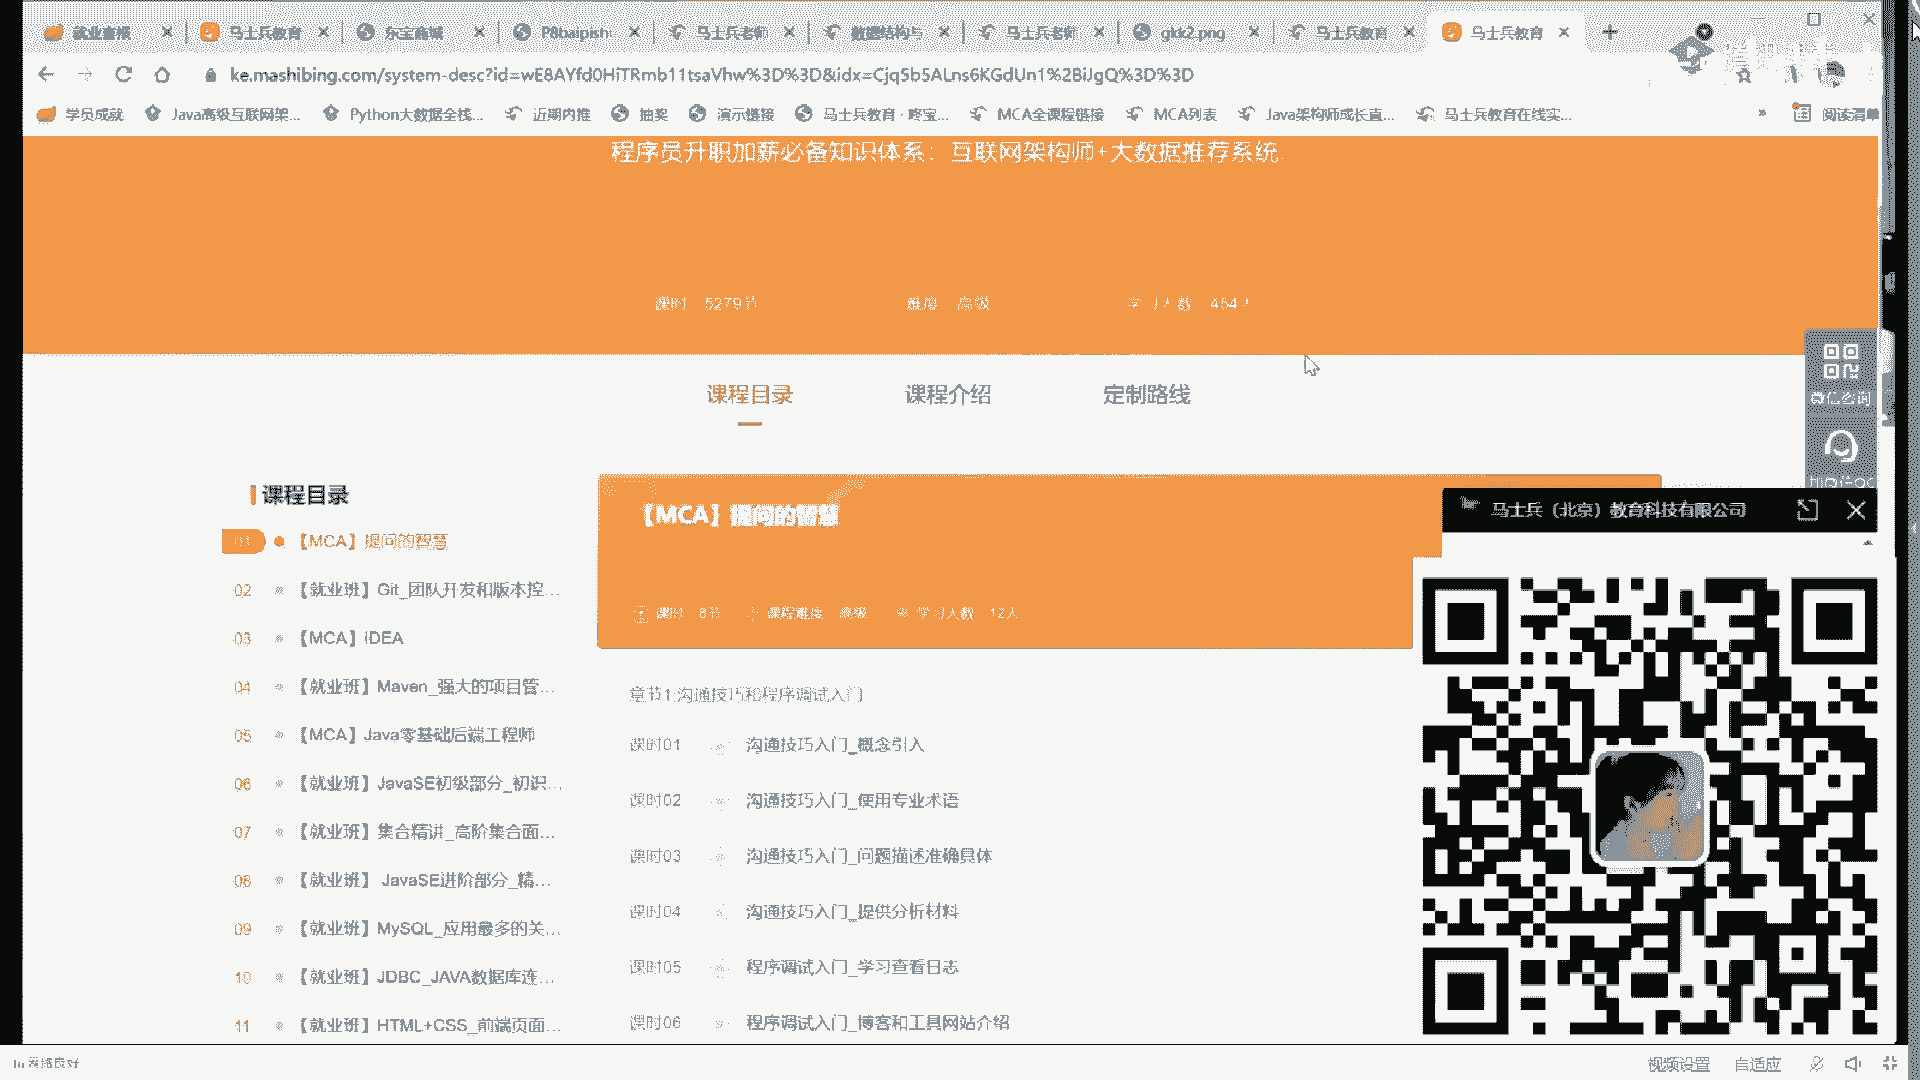 就业直播 马士兵教育 东宝商城 P8baipish 马士兵老师 数据结构与 马士兵老师 gkk2.png 马士兵教育 马士兵教育
ke.mashibing.com/system-desc?id=wE8AYfd0HiTRmb11tsaVhw%3D%3D&idx=CjqSb5ALns6KGdUn1%2BiJgQ%3D%3D
学员成就 Java高级互联网架... Python大数据全栈... 近期内推 抽奖 演示链接 马士兵教育 · 咚宝... MCA全课程链接 MCA列表 Java架构师成长直... 马士兵教育在线实... » 阅读清单
程序员升职加薪必备知识体系：互联网架构师+大数据推荐系统
课时 5279节 难度 高级 学习人数 454人
课程目录 课程介绍 定制路线
微信咨询
课程目录
01 【MCA】提问的智慧
02 【就业班】Git_团队开发和版本控...
03 【MCA】IDEA
04 【就业班】Maven_强大的项目管...
05 【MCA】Java零基础后端工程师
06 【就业班】JavaSE初级部分_初识...
07 【就业班】集合精讲_高阶集合面...
08 【就业班】 JavaSE进阶部分_精...
09 【就业班】MySQL_应用最多的关...
10 【就业班】JDBC_JAVA数据库连...
11 【就业班】HTML+CSS_前端页面...
【MCA】提问的智慧
课时 8节 课程难度 高级 学习人数 12人
章节1:沟通技巧和程序调试入门
课时01 沟通技巧入门_概念引入
课时02 沟通技巧入门_使用专业术语
课时03 沟通技巧入门_问题描述准确具体
课时04 沟通技巧入门_提供分析材料
课时05 程序调试入门_学习查看日志
课时06 程序调试入门_博客和工具网站介绍
马士兵（北京）教育科技有限公司
网络良好
视频设置 自适应